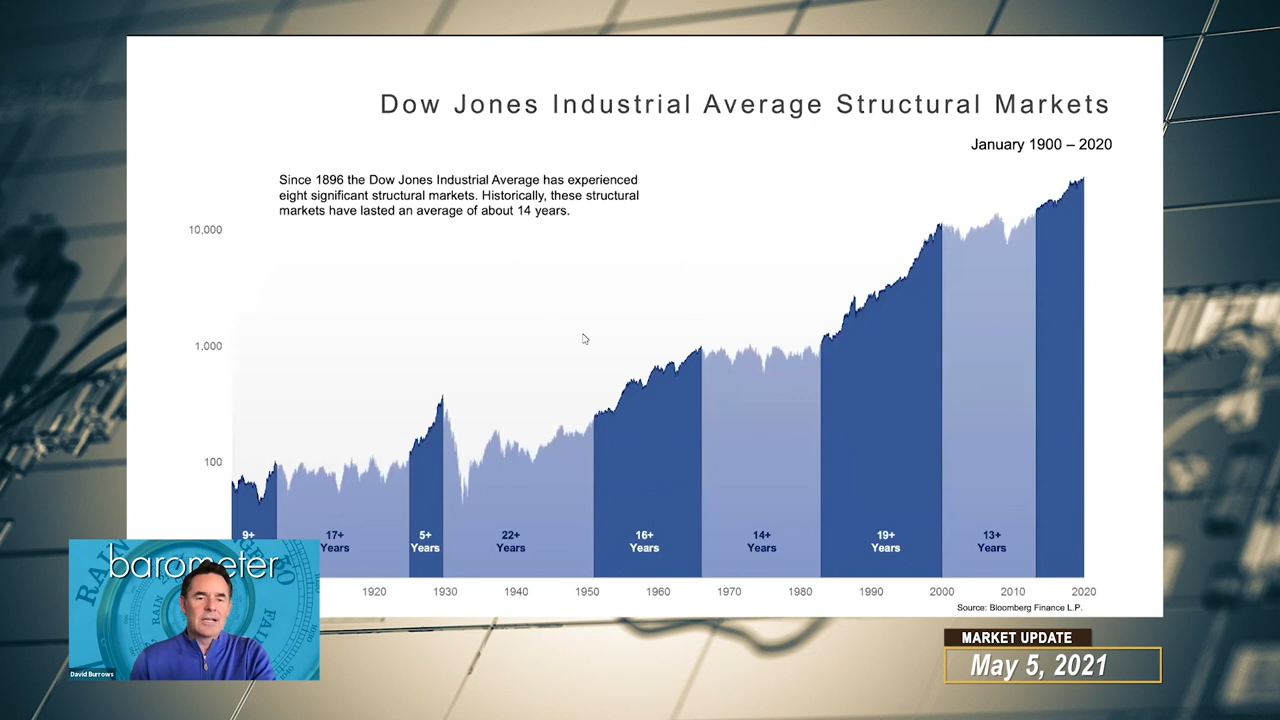 Dow Jones Industrial Average Structural Markets
January 1900 – 2020
Since 1896 the Dow Jones Industrial Average has experienced
eight significant structural markets. Historically, these structural
markets have lasted an average of about 14 years.
10,000
1,000
100
9+
17+
Years
5+
Years
22+
Years
16+
Years
14+
Years
19+
Years
13+
Years
1920 1930 1940 1950 1960 1970 1980 1990 2000 2010 2020
Source: Bloomberg Finance L.P.
barometer
RAIN
RAIN
FAIR
David Burrows
MARKET UPDATE
May 5, 2021